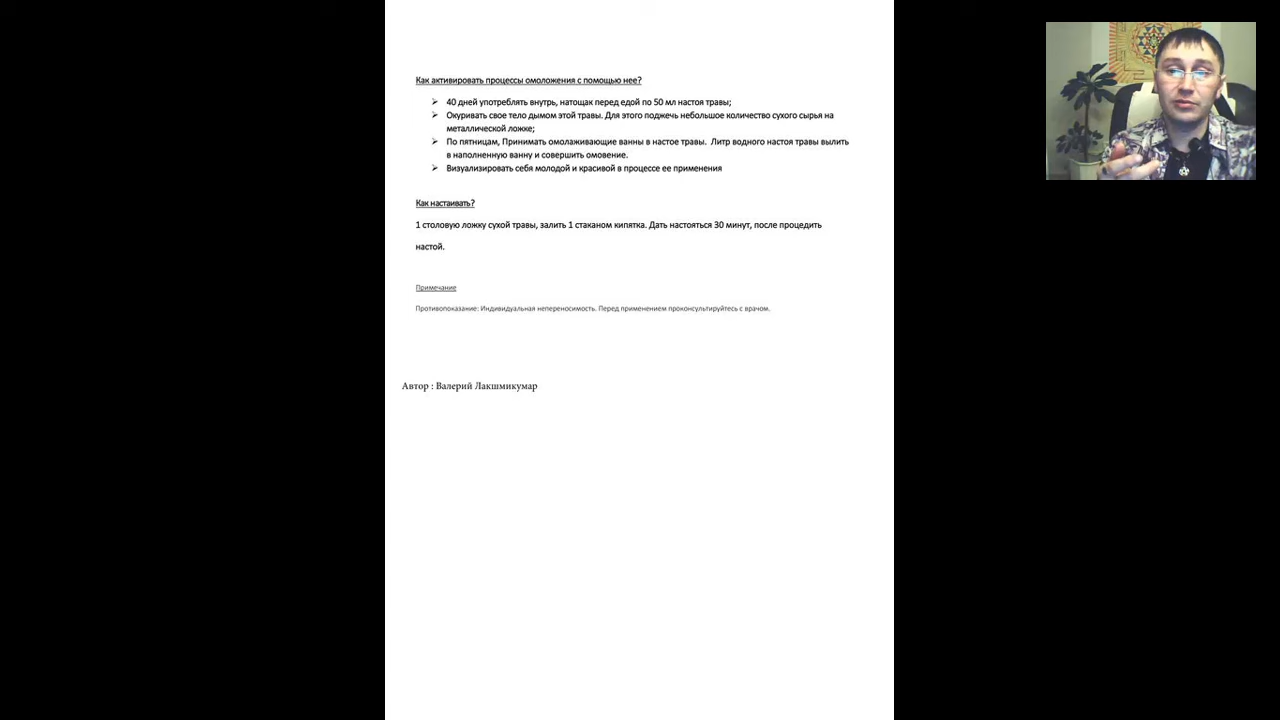 Как активировать процессы омоложения с помощью нее?
➢ 40 дней употреблять внутрь, натощак перед едой по 50 мл настоя травы;
➢ Окуривать свое тело дымом этой травы. Для этого поджечь небольшое количество сухого сырья на
металлической ложке;
➢ По пятницам, Принимать омолаживающие ванны в настое травы. Литр водного настоя травы вылить
в наполненную ванну и совершить омовение.
➢ Визуализировать себя молодой и красивой в процессе ее применения
Как настаивать?
1 столовую ложку сухой травы, залить 1 стаканом кипятка. Дать настояться 30 минут, после процедить
настой.
Примечание
Противопоказание: Индивидуальная непереносимость. Перед применением проконсультируйтесь с врачом.
Автор : Валерий Лакшмикумар